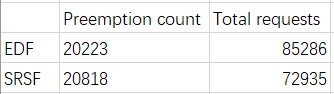 Preemption count Total requests
EDF 20223 85286
SRSF 20818 72935